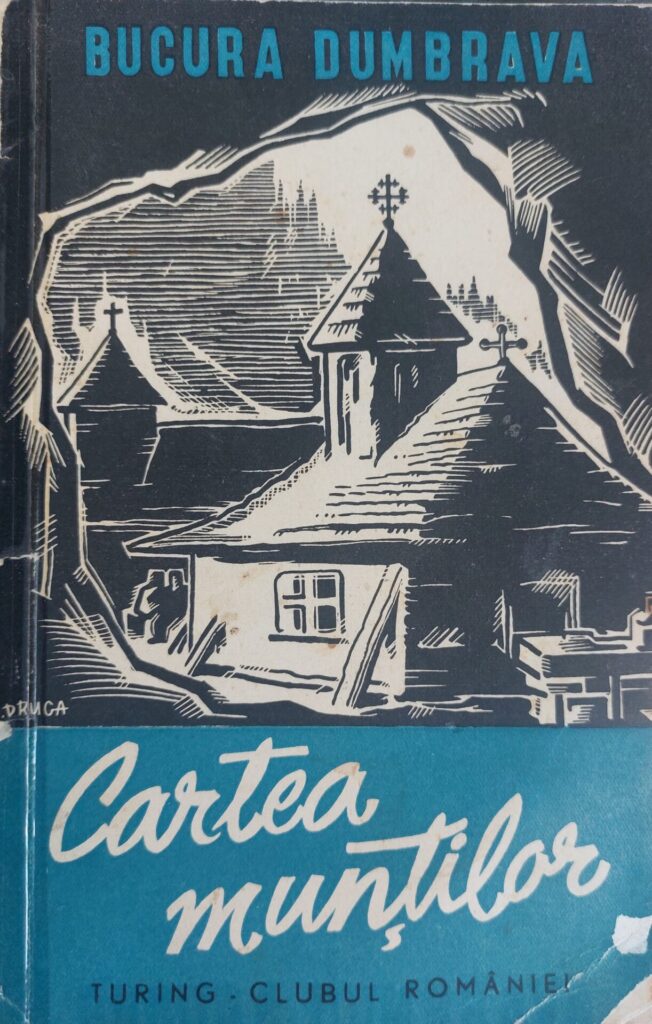 BUCURA DUMBRAVA
DRUGA
Cartea
munților
TURING - CLUBUL ROMÂNIEI